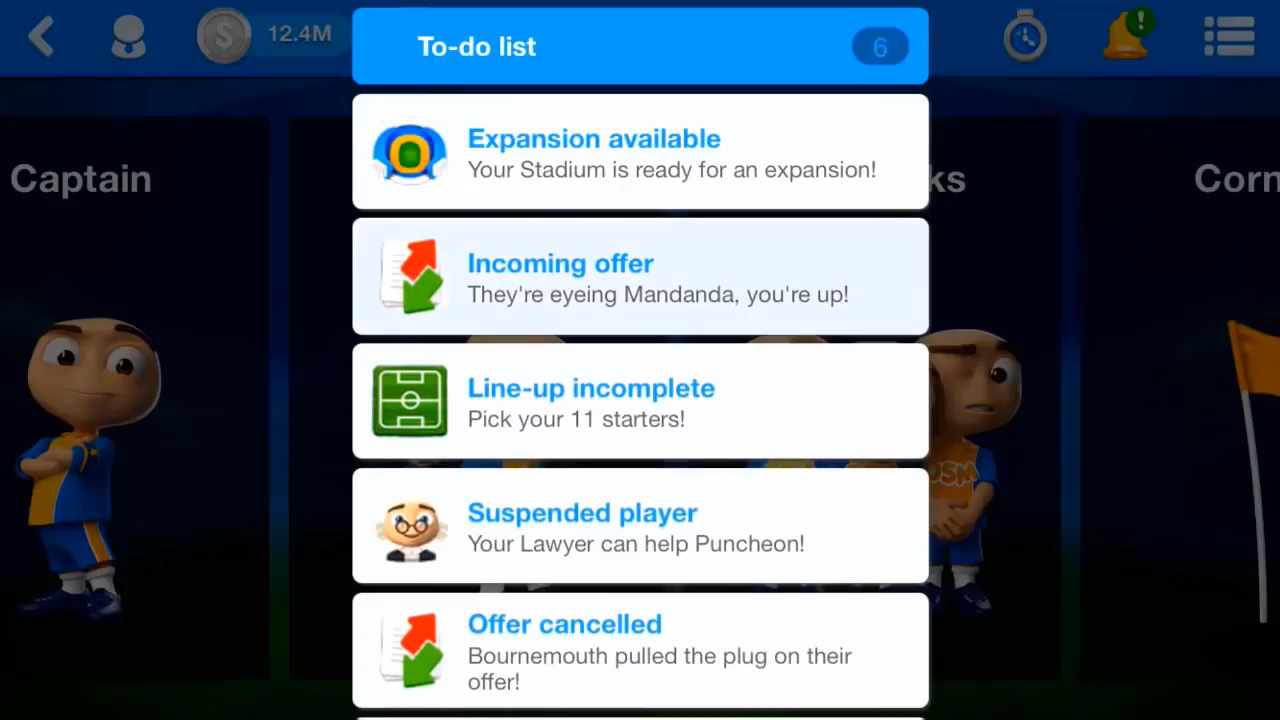 12.4M
To-do list
6
!
Captain
ks
Corn
Expansion available
Your Stadium is ready for an expansion!
Incoming offer
They're eyeing Mandanda, you're up!
Line-up incomplete
Pick your 11 starters!
Suspended player
Your Lawyer can help Puncheon!
OSM
Offer cancelled
Bournemouth pulled the plug on their
offer!